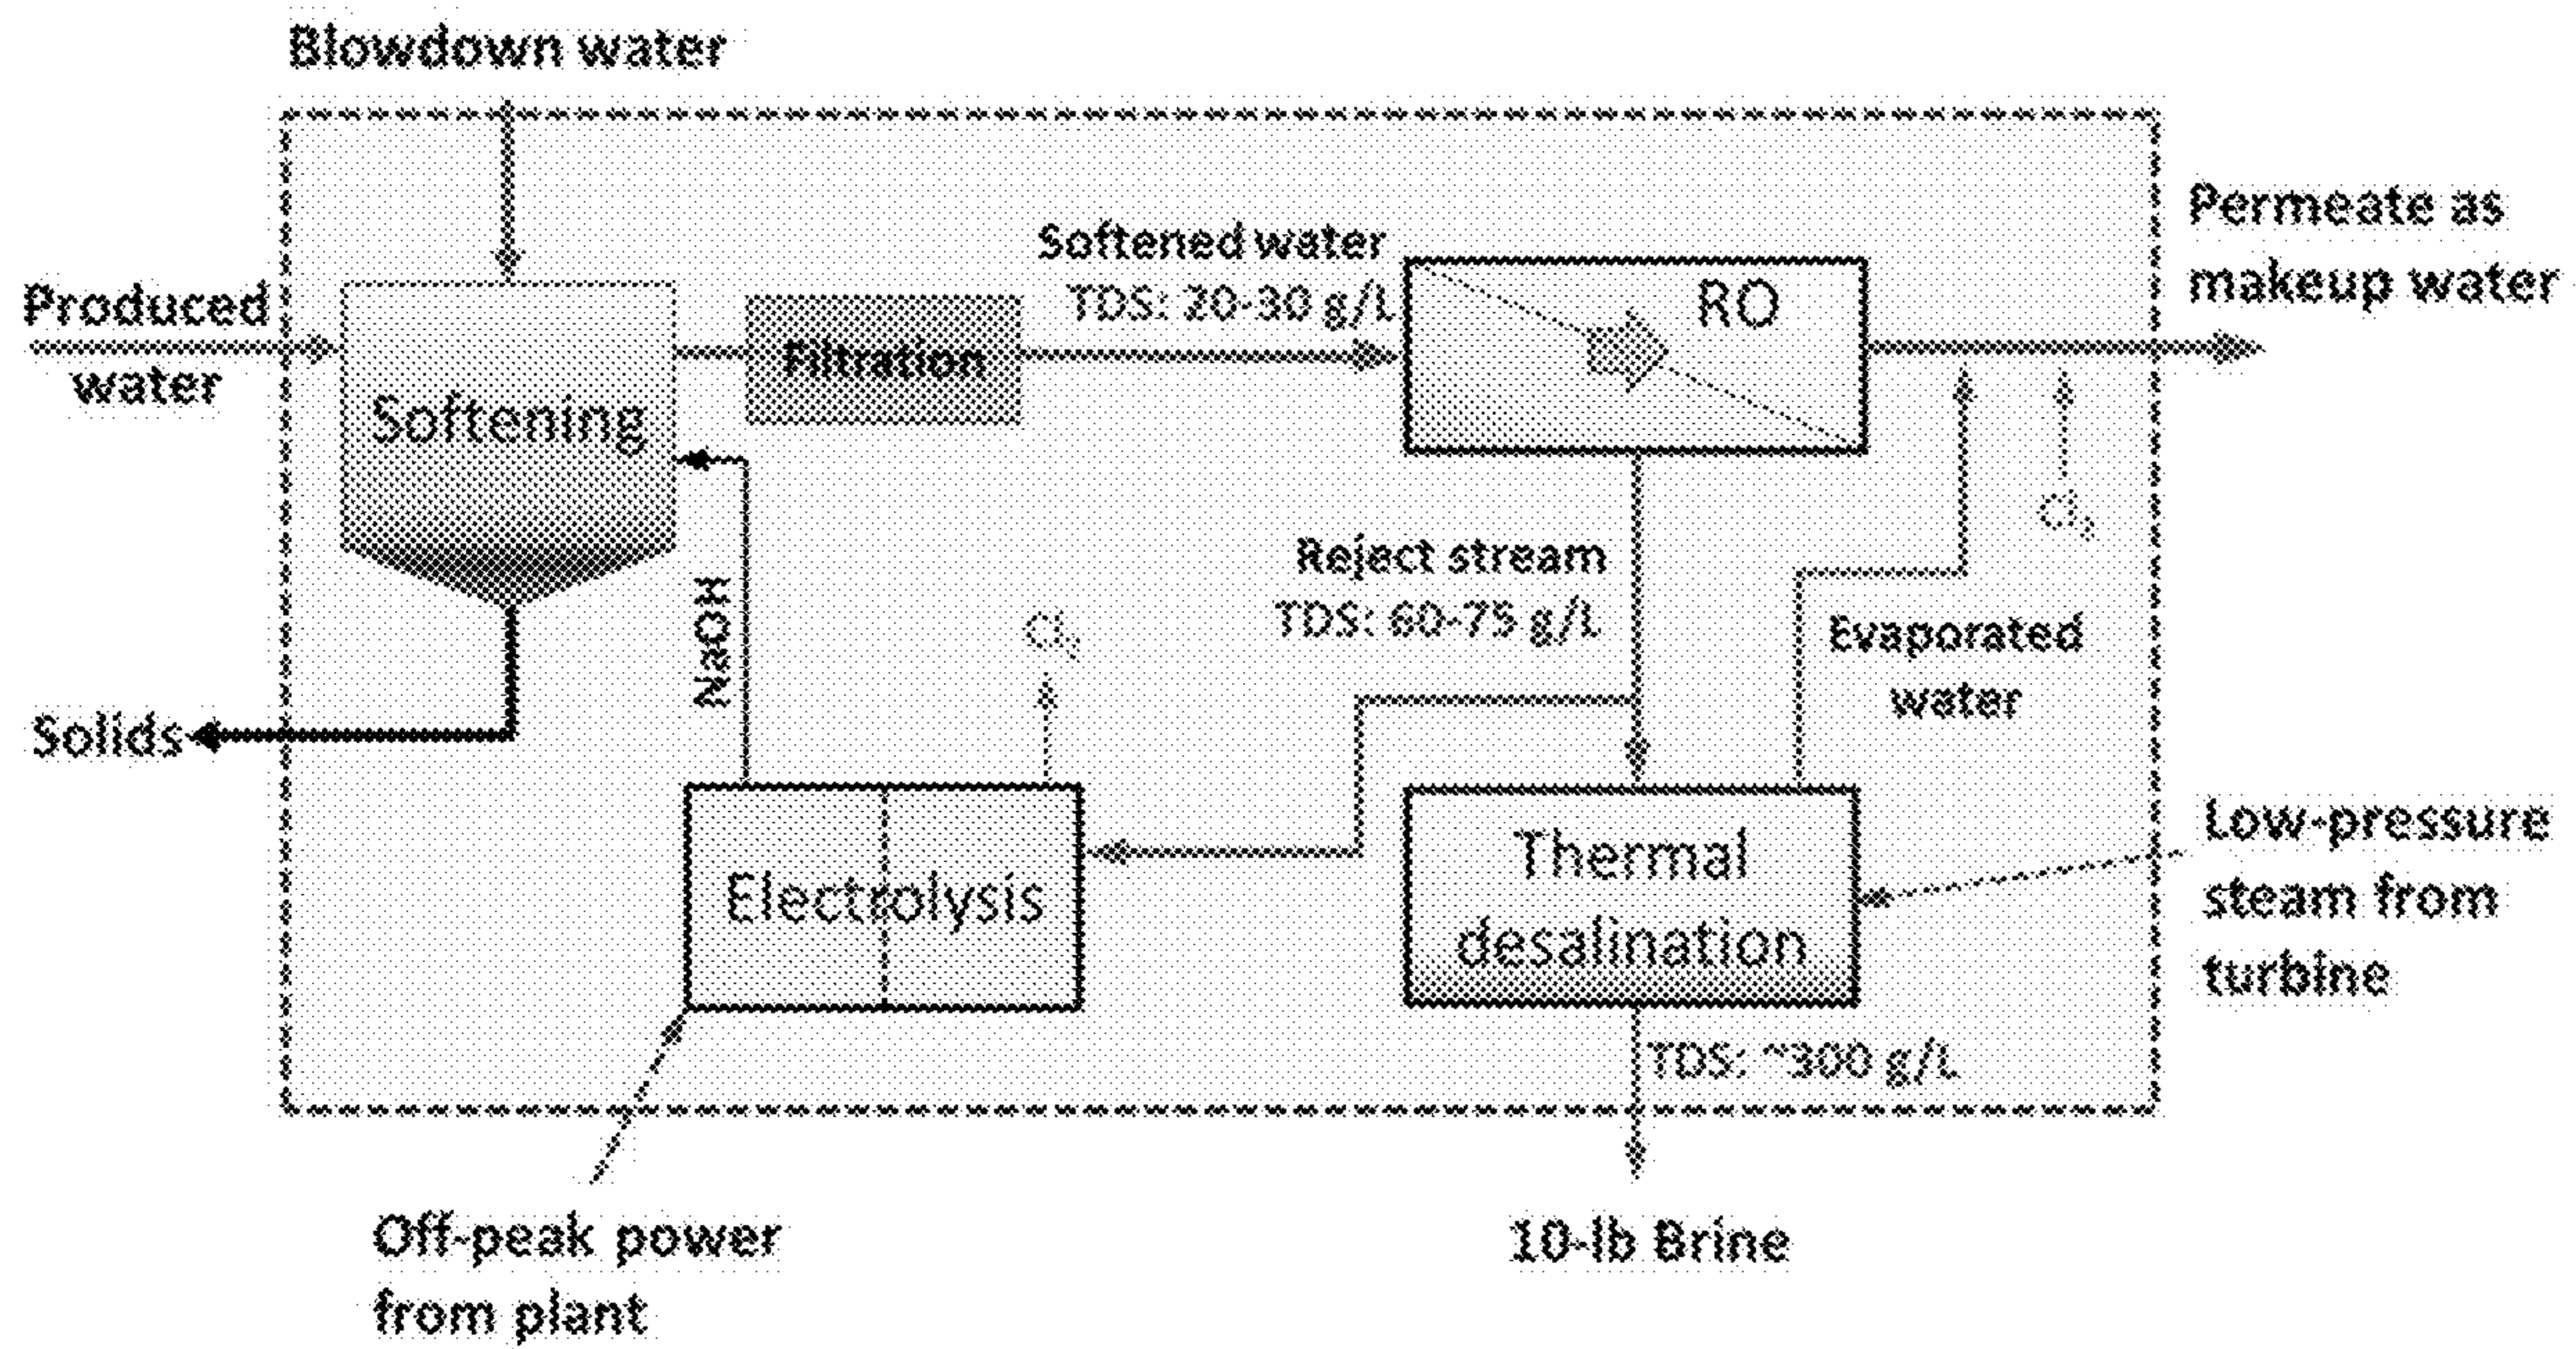 Blowdown water
Produced
water
Softening
Filtration
Softened water
TDS: 20-30 g/L
RO
Permeate as
makeup water
Cl₂
Reject stream
TDS: 60-75 g/L
Evaporated
water
NaOH
Cl₂
Solids
Electrolysis
Thermal
desalination
Low-pressure
steam from
turbine
TDS: ~300 g/L
Off-peak power
from plant
10-lb Brine